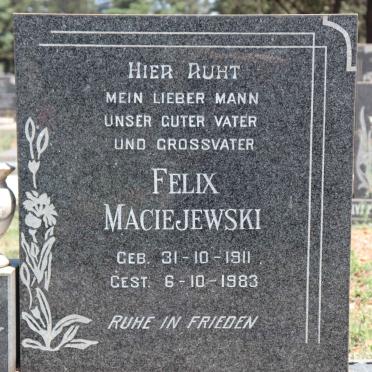 HIER RUHT
MEIN LIEBER MANN
UNSER GUTER VATER
UND GROSSVATER
FELIX
MACIEJEWSKI
GEB. 31-10-1911
GEST. 6-10-1983
RUHE IN FRIEDEN